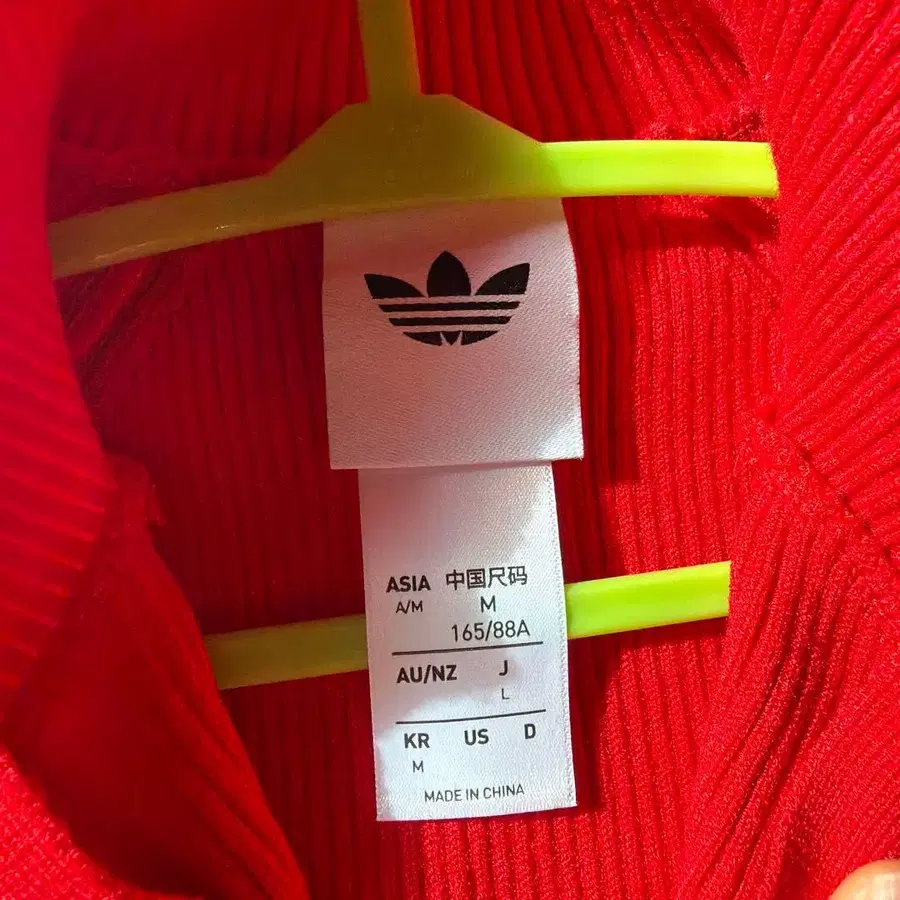 ASIA 中国尺码
A/M M
165/88A
AU/NZ J
L
KR US D
M
MADE IN CHINA